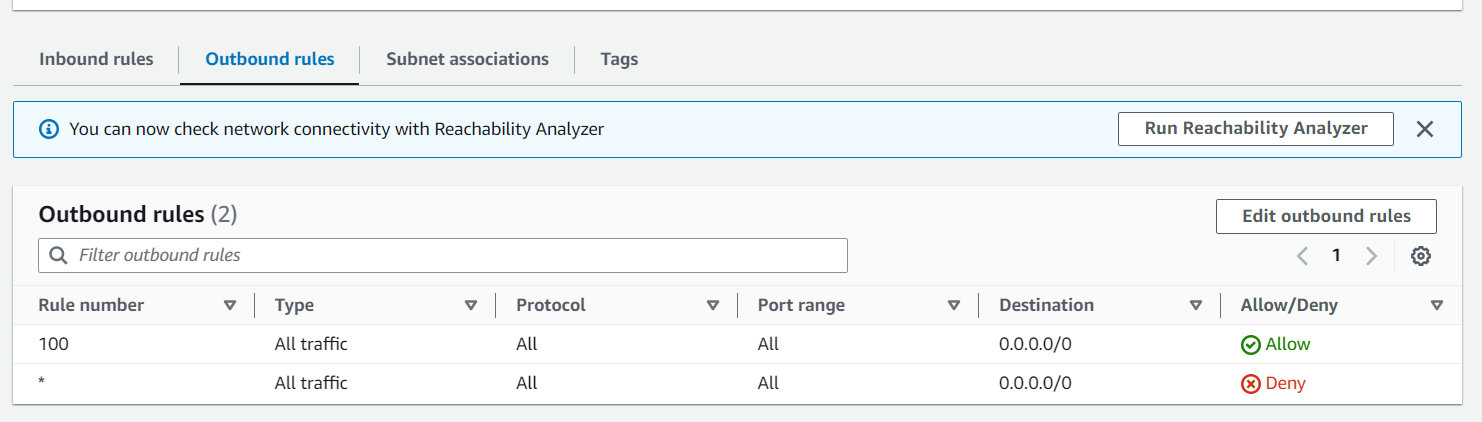 Inbound rules Outbound rules Subnet associations Tags
You can now check network connectivity with Reachability Analyzer Run Reachability Analyzer
Outbound rules (2) Edit outbound rules
Filter outbound rules 1
Rule number Type Protocol Port range Destination Allow/Deny
100 All traffic All All 0.0.0.0/0 Allow
* All traffic All All 0.0.0.0/0 Deny